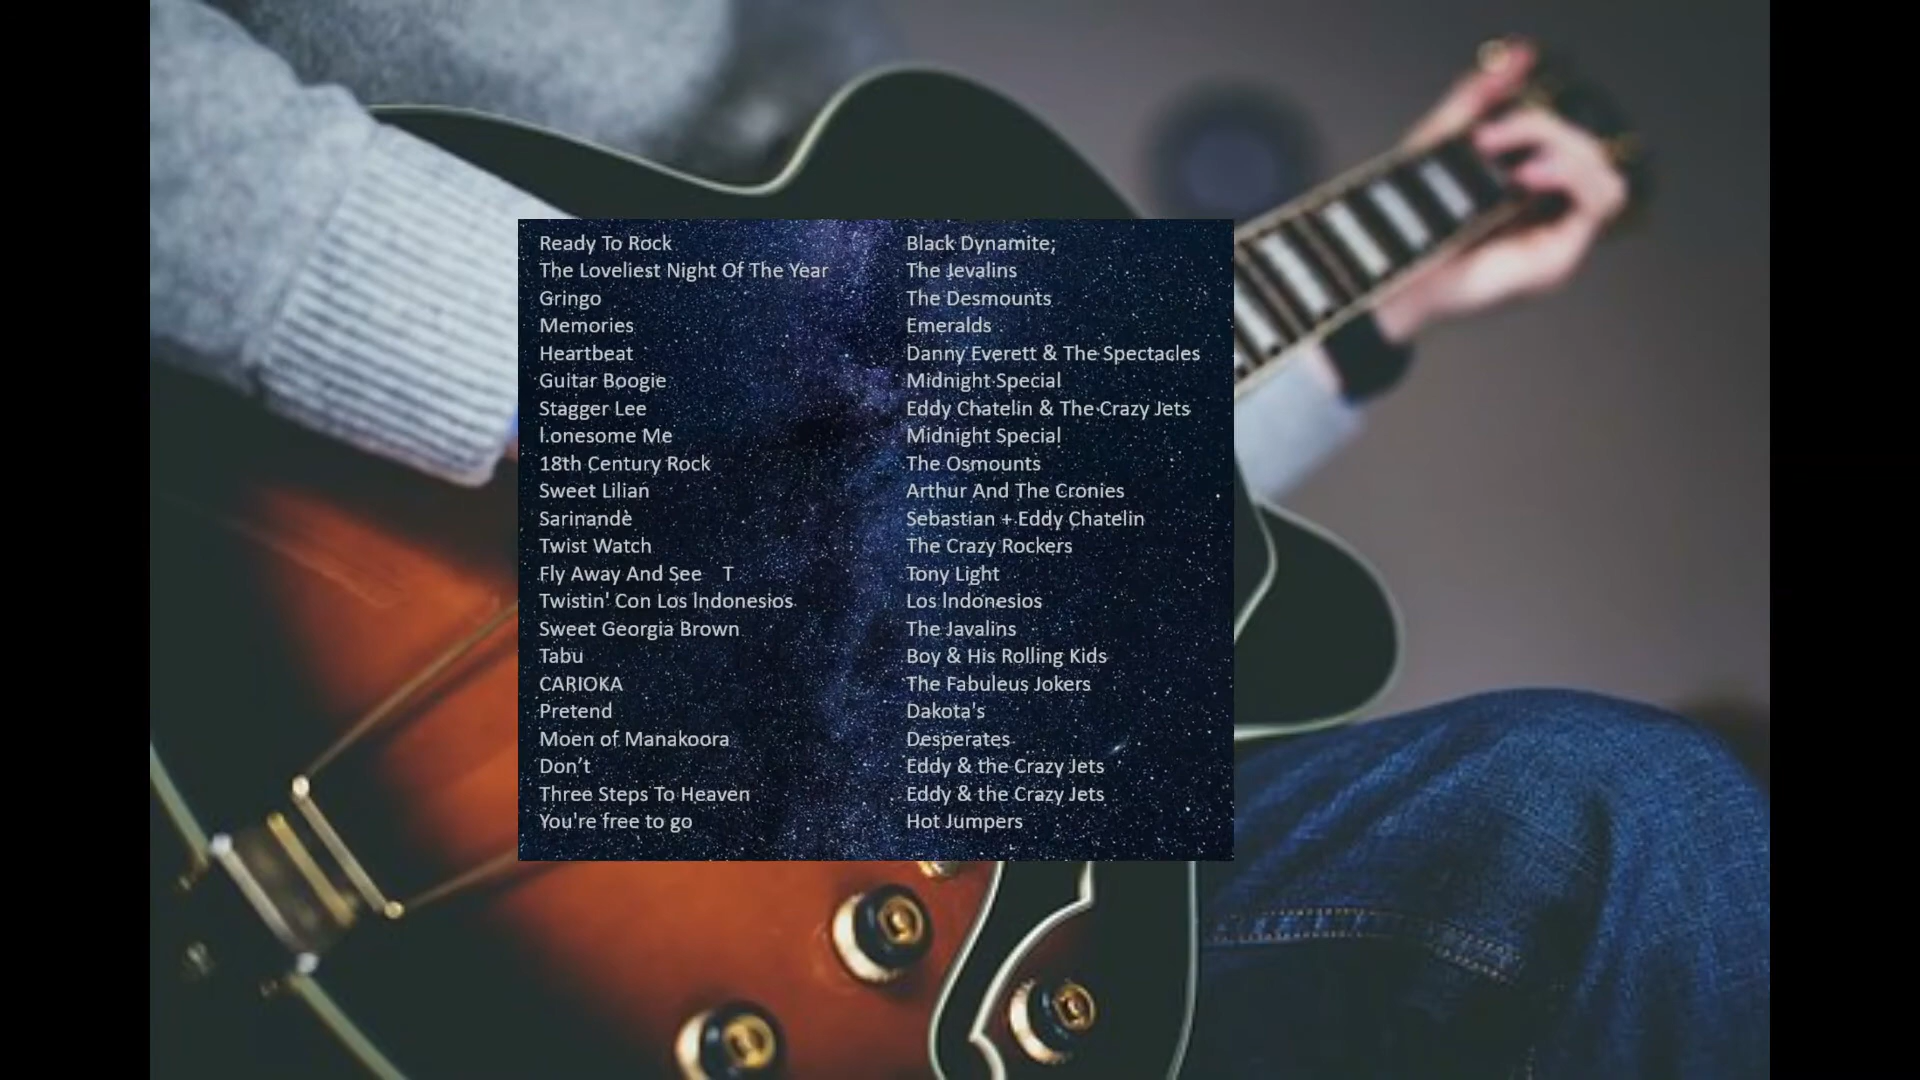 Ready To Rock Black Dynamite;
The Loveliest Night Of The Year The Jevalins
Gringo The Desmounts
Memories Emeralds
Heartbeat Danny Everett & The Spectacles
Guitar Boogie Midnight Special
Stagger Lee Eddy Chatelin & The Crazy Jets
l.onesome Me Midnight Special
18th Century Rock The Osmounts
Sweet Lilian Arthur And The Cronies
Sarinandè Sebastian + Eddy Chatelin
Twist Watch The Crazy Rockers
Fly Away And See T Tony Light
Twistin' Con Los lndonesios Los lndonesios
Sweet Georgia Brown The Javalins
Tabu Boy & His Rolling Kids
CARIOKA The Fabuleus Jokers
Pretend Dakota's
Moen of Manakoora Desperates
Don’t Eddy & the Crazy Jets
Three Steps To Heaven Eddy & the Crazy Jets
You're free to go Hot Jumpers